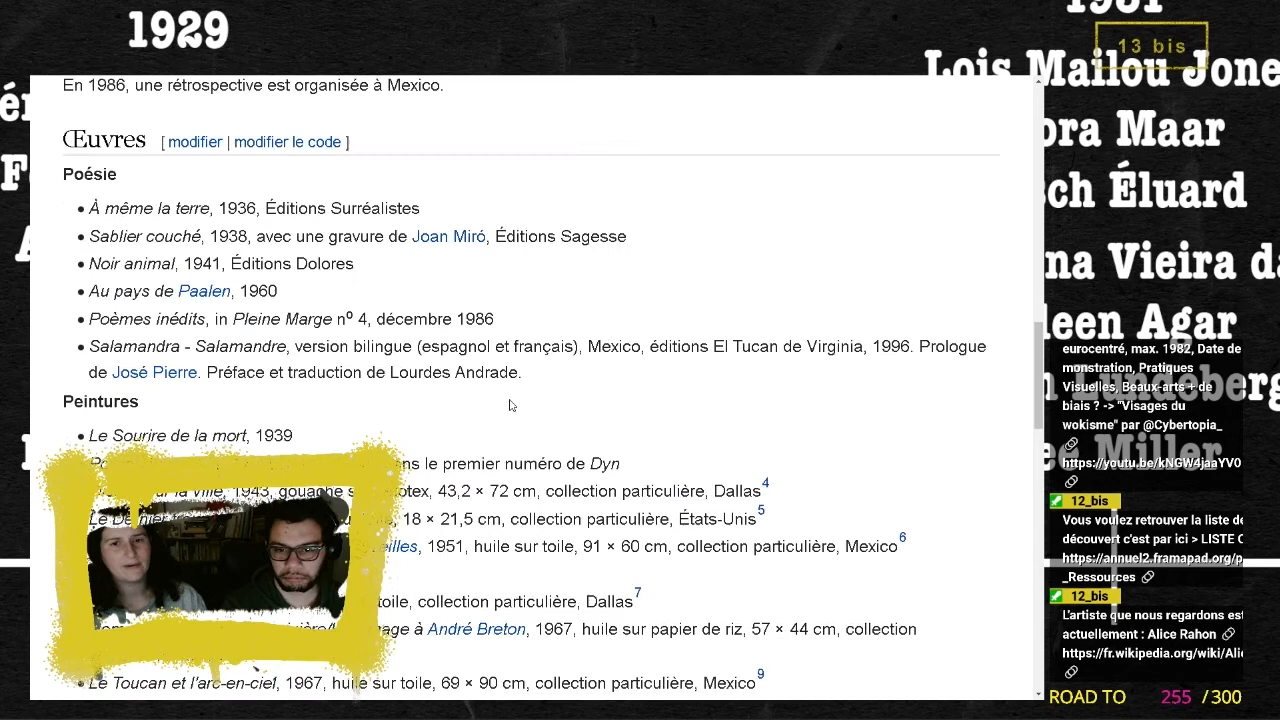 1929
1981
13 bis
Lois Mailou Jone
ora Maar
sch Éluard
na Vieira da
leen Agar
n Lundeberg
ee Miller
En 1986, une rétrospective est organisée à Mexico.
Œuvres [ modifier | modifier le code ]
Poésie
• À même la terre, 1936, Éditions Surréalistes
• Sablier couché, 1938, avec une gravure de Joan Miró, Éditions Sagesse
• Noir animal, 1941, Éditions Dolores
• Au pays de Paalen, 1960
• Poèmes inédits, in Pleine Marge nº 4, décembre 1986
• Salamandra - Salamandre, version bilingue (espagnol et français), Mexico, éditions El Tucan de Virginia, 1996. Prologue
de José Pierre. Préface et traduction de Lourdes Andrade.
Peintures
• Le Sourire de la mort, 1939
ns le premier numéro de Dyn
la ville, 1943, gouache s otex, 43,2 × 72 cm, collection particulière, Dallas4
Le De 18 × 21,5 cm, collection particulière, États-Unis5
eilles, 1951, huile sur toile, 91 × 60 cm, collection particulière, Mexico6
toile, collection particulière, Dallas7
age à André Breton, 1967, huile sur papier de riz, 57 × 44 cm, collection
• Le Toucan et l'arc-en-ciel, 1967, huile sur toile, 69 × 90 cm, collection particulière, Mexico9
eurocentré, max. 1982, Date de
monstration, Pratiques
Visuelles, Beaux-arts + de
biais ? -> "Visages du
wokisme" par @Cybertopia_
https://youtu.be/kNGW4jaaYV0
12_bis
Vous voulez retrouver la liste de
découvert c'est par ici > LISTE C
https://annuel2.framapad.org/p
_Ressources
12_bis
L'artiste que nous regardons est
actuellement : Alice Rahon
https://fr.wikipedia.org/wiki/Ali
ROAD TO 255 /300